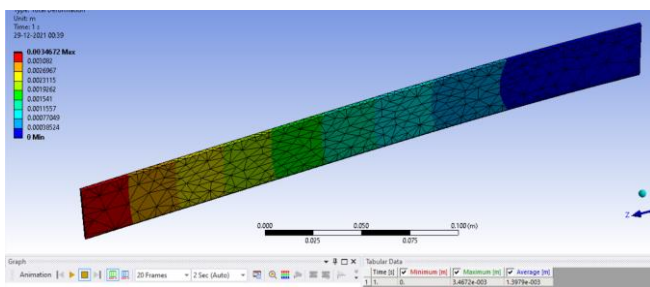 Type: Total Deformation
Unit: m
Time: 1 s
29-12-2021 00:39
0.0034672 Max
0.003082
0.0026967
0.0023115
0.0019262
0.001541
0.0011557
0.00077049
0.00038524
0 Min
0.000
0.050
0.100 (m)
0.025
0.075
Z
Graph
Animation
20 Frames
2 Sec (Auto)
Tabular Data
Time [s] Minimum [m] Maximum [m] Average [m]
1 1. 0. 3.4672e-003 1.3979e-003